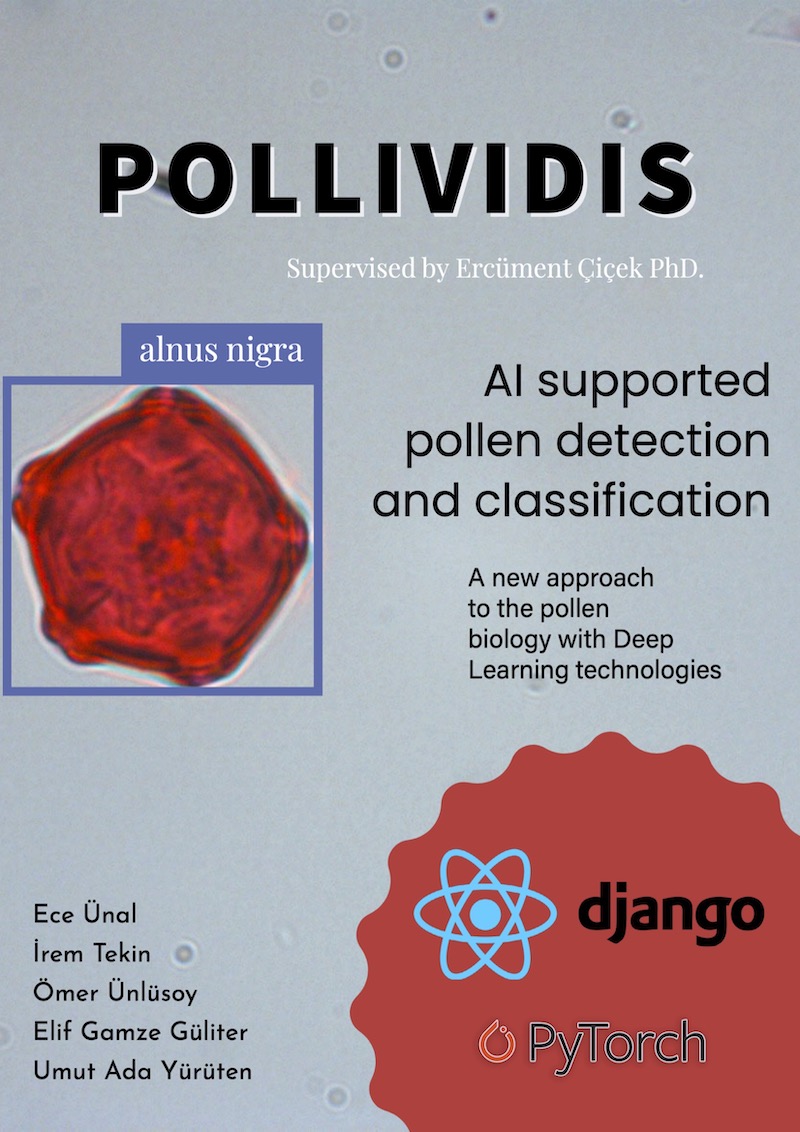 POLLIVIDIS
Supervised by Ercüment Çiçek PhD.
alnus nigra
AI supported
pollen detection
and classification
A new approach
to the pollen
biology with Deep
Learning technologies
django
PyTorch
Ece Ünal
İrem Tekin
Ömer Ünlüsoy
Elif Gamze Güliter
Umut Ada Yürüten